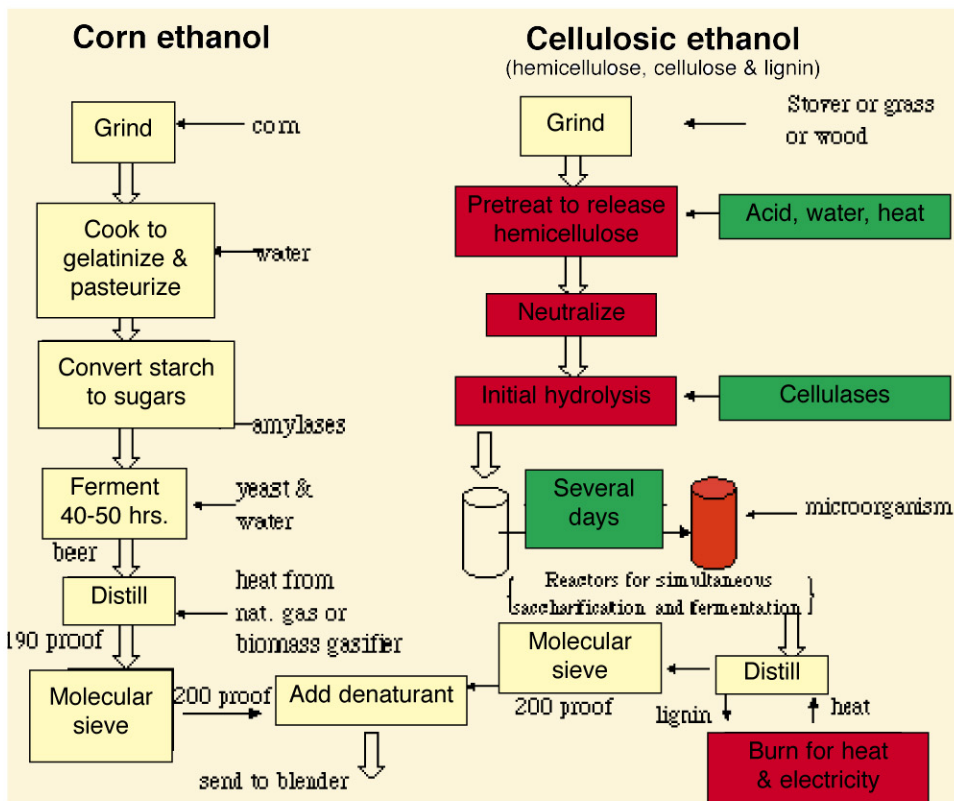 Corn ethanol
Grind
corn
Cook to
gelatinize &
pasteurize
water
Convert starch
to sugars
amylases
Ferment
40-50 hrs.
yeast &
water
beer
Distill
heat from
nat. gas or
biomass gasifier
190 proof
Molecular
sieve
200 proof
Add denaturant
send to blender
Cellulosic ethanol
(hemicellulose, cellulose & lignin)
Grind
Stover or grass
or wood
Pretreat to release
hemicellulose
Acid, water, heat
Neutralize
Initial hydrolysis
Cellulases
Several
days
microorganism
Reactors for simultaneous
saccharification and fermentation
Distill
Molecular
sieve
200 proof
lignin
heat
Burn for heat
& electricity